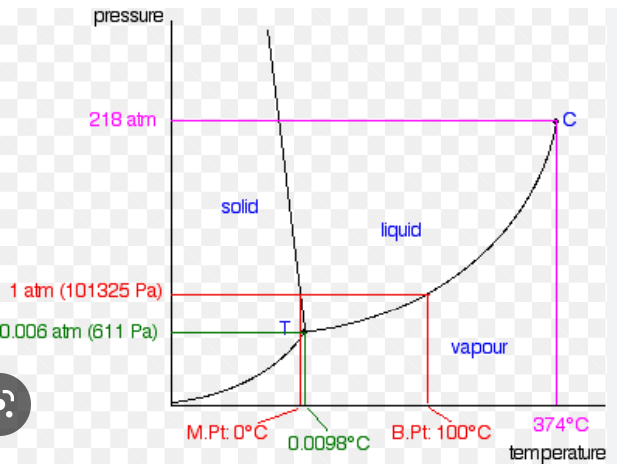 pressure
218 atm
C
solid
liquid
1 atm (101325 Pa)
0.006 atm (611 Pa)
T
vapour
M.Pt: 0°C
0.0098°C
B.Pt: 100°C
374°C
temperature